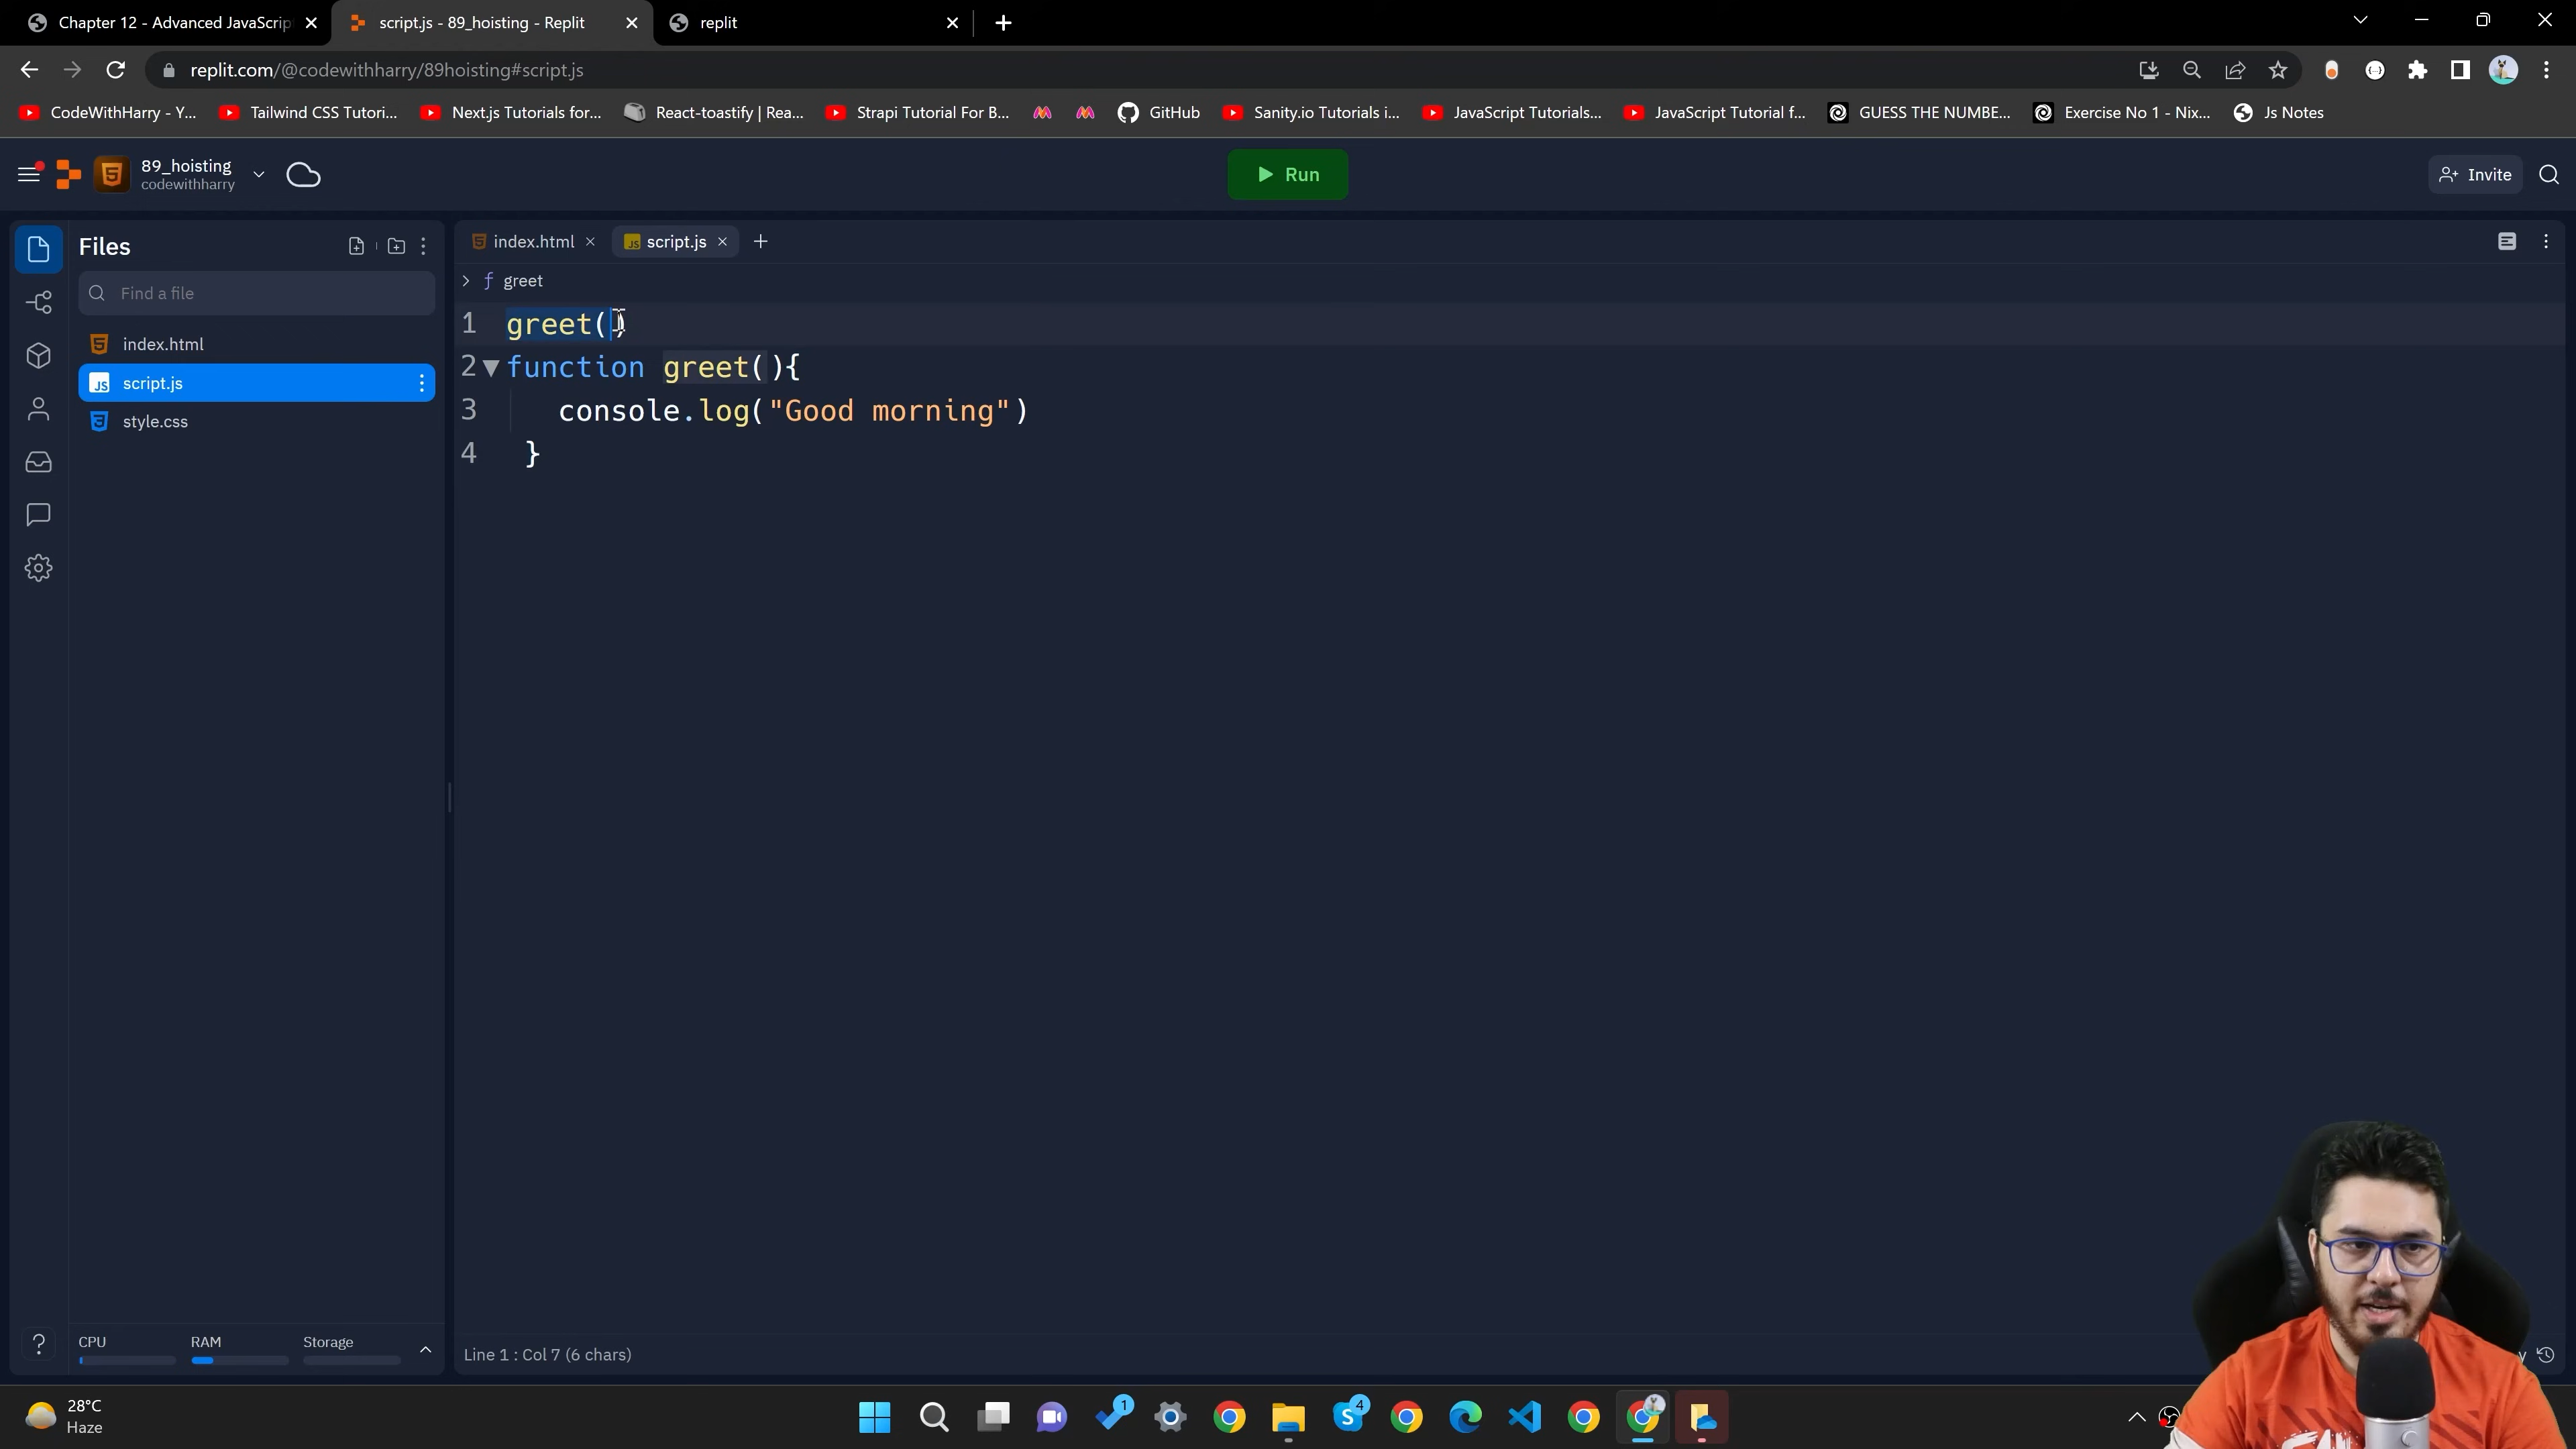 Chapter 12 - Advanced JavaScrip
script.js - 89_hoisting - Replit
replit
replit.com/@codewithharry/89hoisting#script.js
CodeWithHarry - Y...
Tailwind CSS Tutori...
Next.js Tutorials for...
React-toastify | Rea...
Strapi Tutorial For B...
GitHub
Sanity.io Tutorials i...
JavaScript Tutorials...
JavaScript Tutorial f...
GUESS THE NUMBE...
Exercise No 1 - Nix...
Js Notes
89_hoisting
codewithharry
Run
Invite
Files
Find a file
index.html
script.js
style.css
index.html
script.js
greet
1 greet()
2 function greet(){
3 console.log("Good morning")
4 }
CPU
RAM
Storage
Line 1 : Col 7 (6 chars)
28°C
Haze
1
4